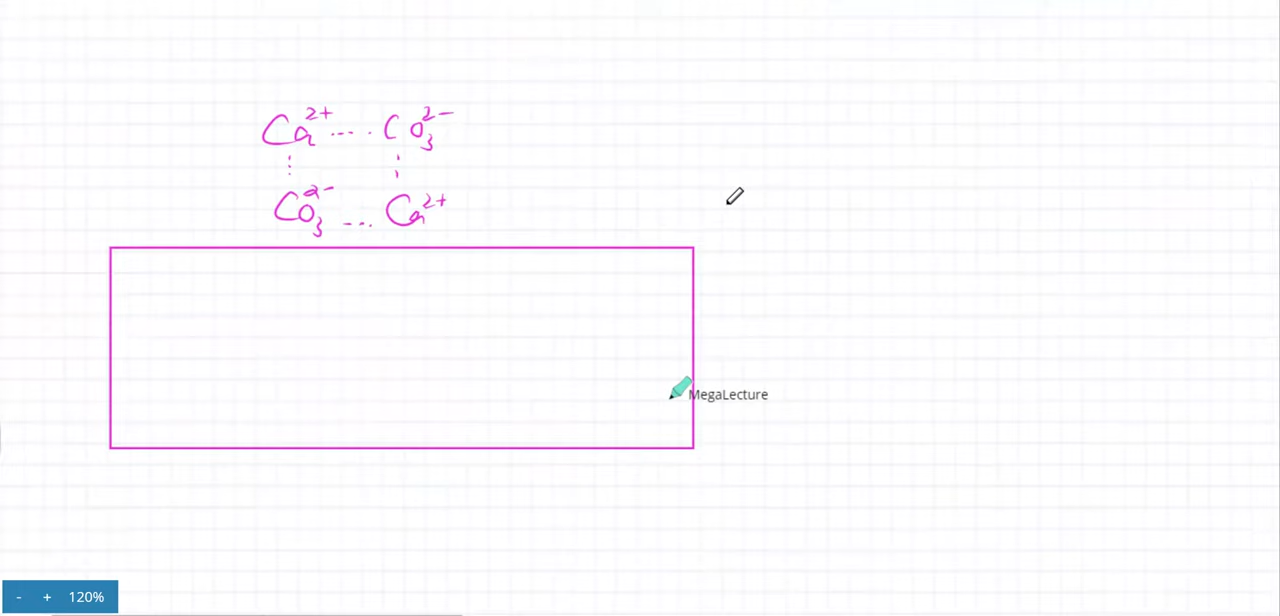 Ca²⁺ ..... CO₃²⁻
CO₃²⁻ ... Ca²⁺
MegaLecture
- + 120%